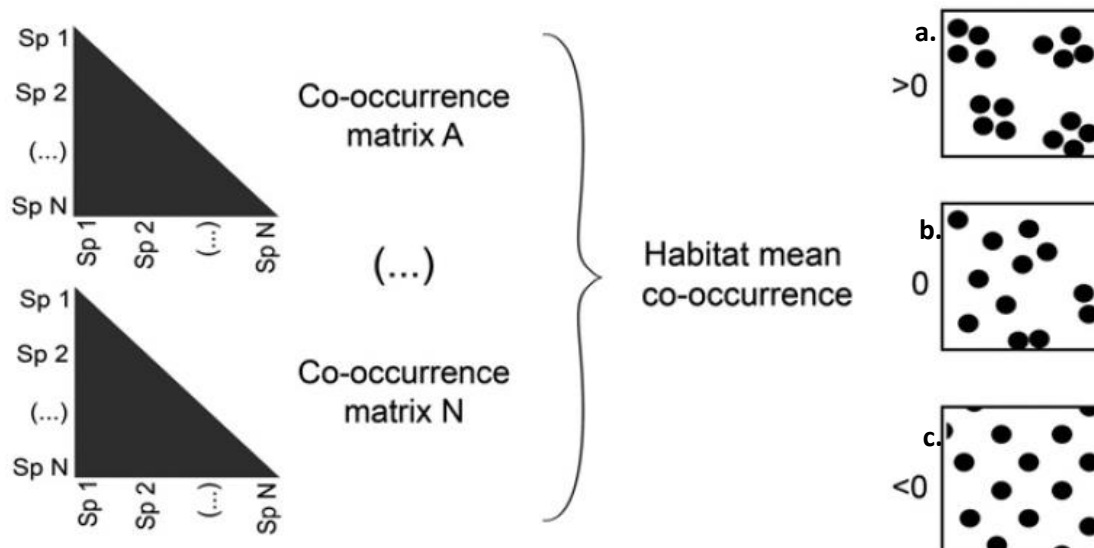 Sp 1
Sp 2
(...)
Sp N
Sp 1
Sp 2
(...)
Sp N
Co-occurrence
matrix A
(...)
Sp 1
Sp 2
(...)
Sp N
Sp 1
Sp 2
(...)
Sp N
Co-occurrence
matrix N
Habitat mean
co-occurrence
a.
>0
b.
0
c.
<0